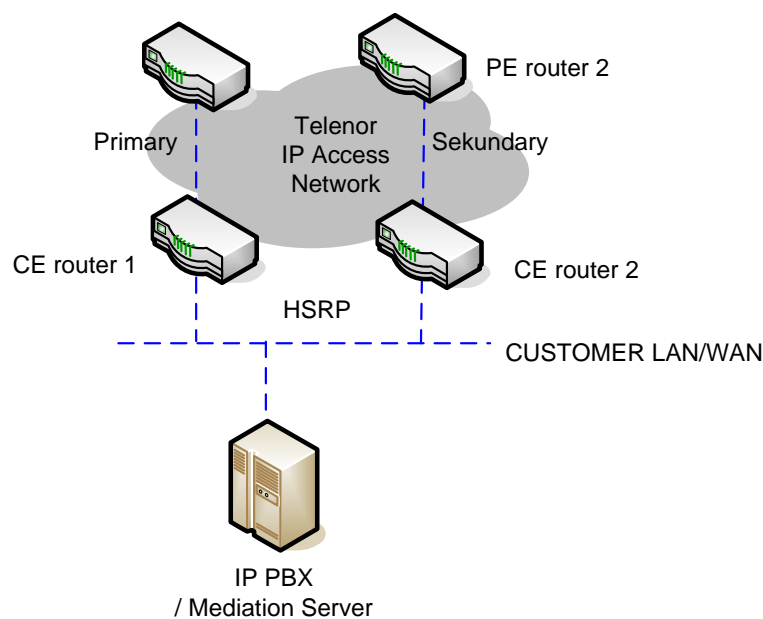 PE router 2
Primary
Telenor
IP Access
Network
Sekundary
CE router 1
CE router 2
HSRP
CUSTOMER LAN/WAN
IP PBX
/ Mediation Server